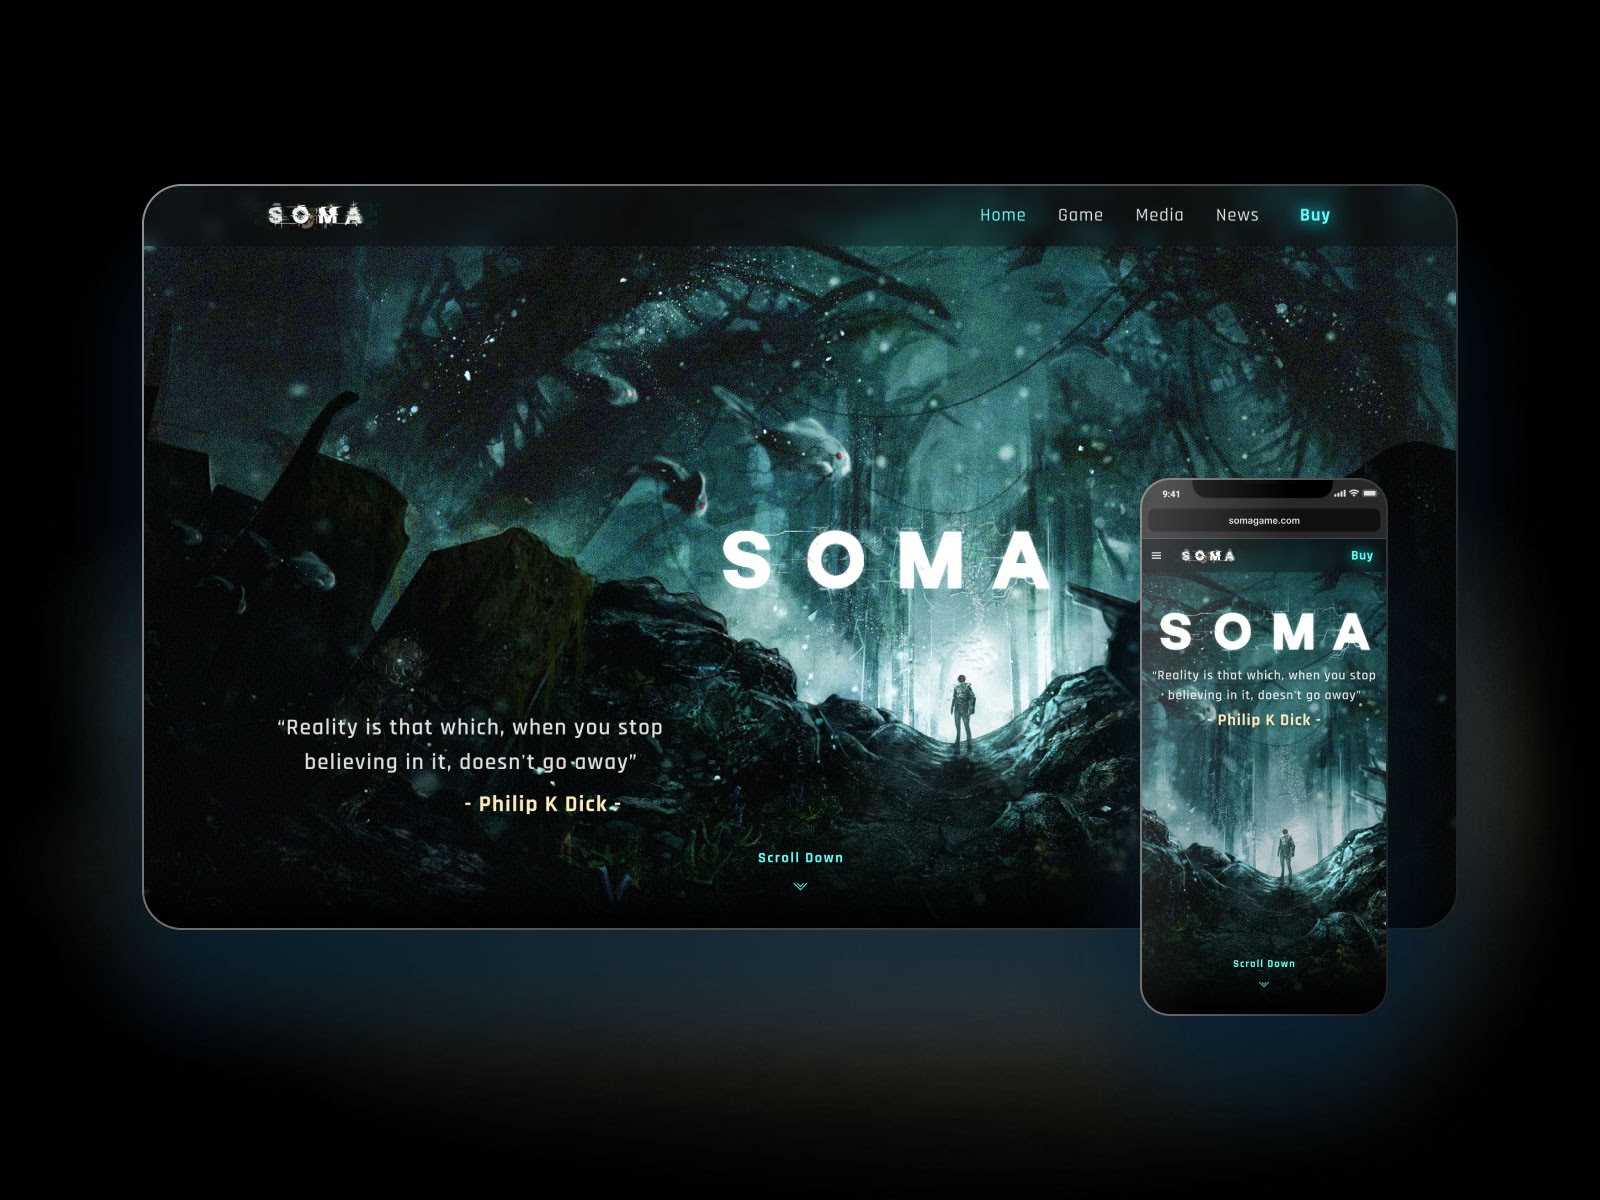 SOMA
Home Game Media News Buy
SOMA
“Reality is that which, when you stop
believing in it, doesn't go away”
- Philip K Dick -
Scroll Down
9:41
somagame.com
SOMA
Buy
SOMA
“Reality is that which, when you stop
believing in it, doesn't go away”
- Philip K Dick -
Scroll Down